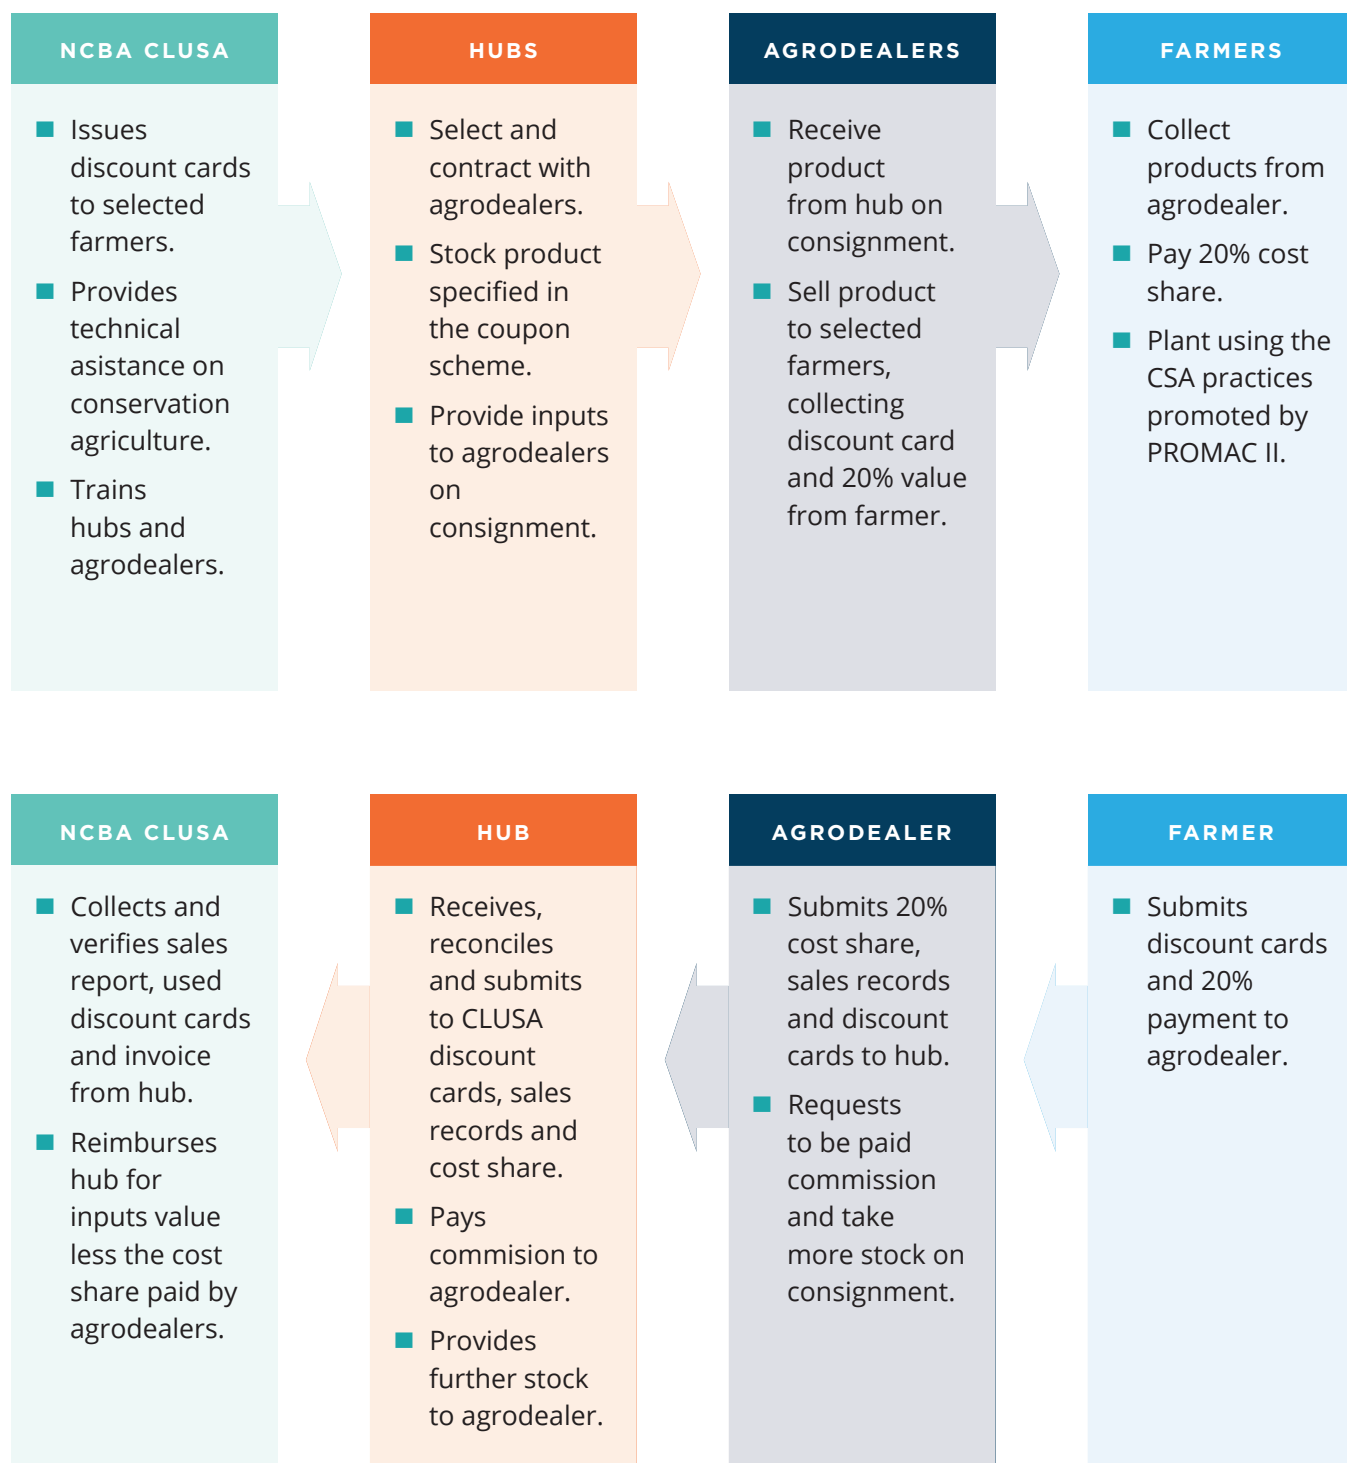 NCBA CLUSA
Issues
discount cards
to selected
farmers.
Provides
technical
asistance on
conservation
agriculture.
Trains
hubs and
agrodealers.
HUBS
Select and
contract with
agrodealers.
Stock product
specified in
the coupon
scheme.
Provide inputs
to agrodealers
on
consignment.
AGRODEALERS
Receive
product
from hub on
consignment.
Sell product
to selected
farmers,
collecting
discount card
and 20% value
from farmer.
FARMERS
Collect
products from
agrodealer.
Pay 20% cost
share.
Plant using the
CSA practices
promoted by
PROMAC II.
NCBA CLUSA
Collects and
verifies sales
report, used
discount cards
and invoice
from hub.
Reimburses
hub for
inputs value
less the cost
share paid by
agrodealers.
HUB
Receives,
reconciles
and submits
to CLUSA
discount
cards, sales
records and
cost share.
Pays
commision to
agrodealer.
Provides
further stock
to agrodealer.
AGRODEALER
Submits 20%
cost share,
sales records
and discount
cards to hub.
Requests
to be paid
commission
and take
more stock on
consignment.
FARMER
Submits
discount cards
and 20%
payment to
agrodealer.